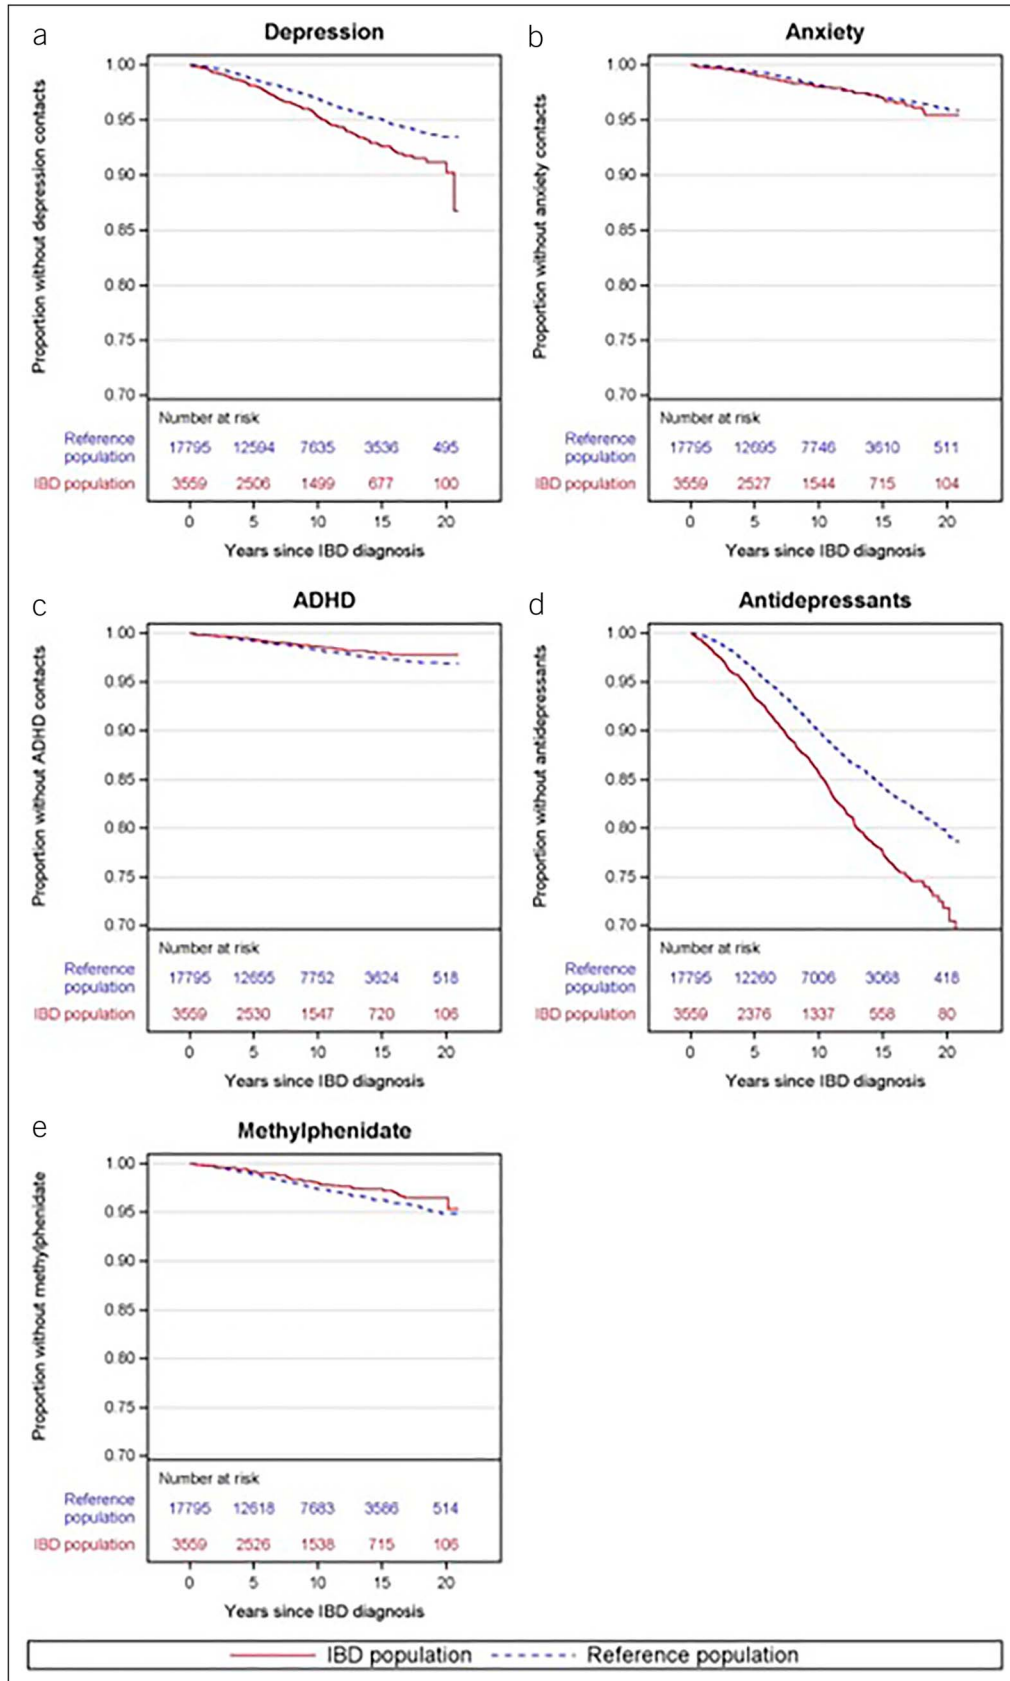 a
Depression
Proportion without depression contacts
1.00
0.95
0.90
0.85
0.80
0.75
0.70
Number at risk
Reference population 17795 12594 7635 3536 495
IBD population 3559 2506 1499 677 100
0 5 10 15 20
Years since IBD diagnosis
b
Anxiety
Proportion without anxiety contacts
1.00
0.95
0.90
0.85
0.80
0.75
0.70
Number at risk
Reference population 17795 12695 7746 3610 511
IBD population 3559 2527 1544 715 104
0 5 10 15 20
Years since IBD diagnosis
c
ADHD
Proportion without ADHD contacts
1.00
0.95
0.90
0.85
0.80
0.75
0.70
Number at risk
Reference population 17795 12655 7752 3624 518
IBD population 3559 2530 1547 720 106
0 5 10 15 20
Years since IBD diagnosis
d
Antidepressants
Proportion without antidepressants
1.00
0.95
0.90
0.85
0.80
0.75
0.70
Number at risk
Reference population 17795 12260 7006 3068 418
IBD population 3559 2376 1337 558 80
0 5 10 15 20
Years since IBD diagnosis
e
Methylphenidate
Proportion without methylphenidate
1.00
0.95
0.90
0.85
0.80
0.75
0.70
Number at risk
Reference population 17795 12618 7683 3586 514
IBD population 3559 2526 1538 715 106
0 5 10 15 20
Years since IBD diagnosis
IBD population Reference population